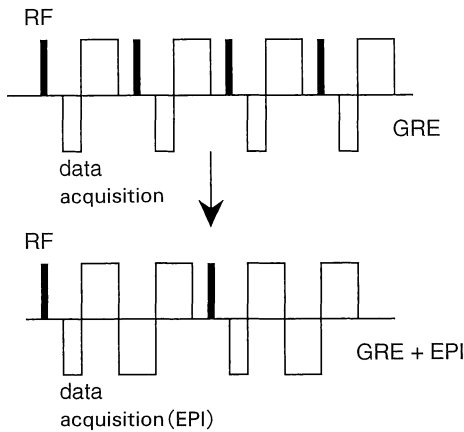 RF
GRE
data
acquisition
RF
GRE + EPI
data
acquisition(EPI)